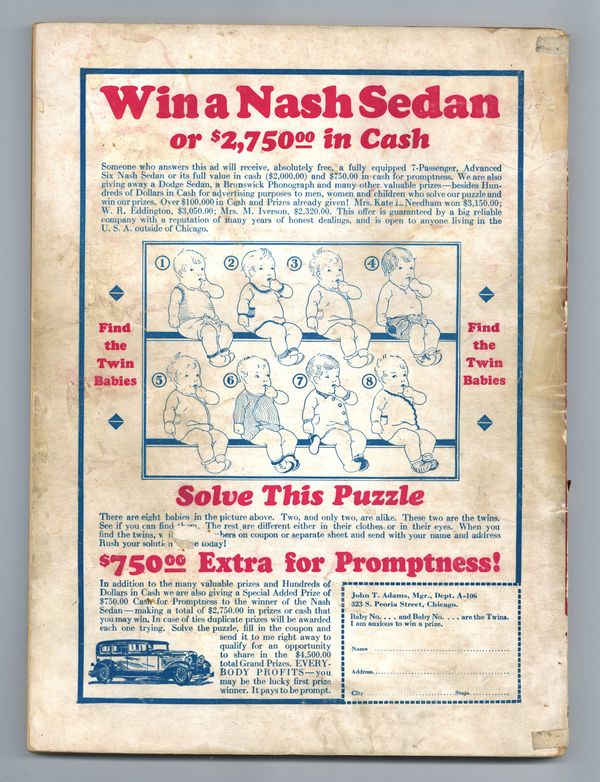 Win a Nash Sedan
or $2,750.00 in Cash
Someone who answers this ad will receive, absolutely free, a fully equipped 7-Passenger, Advanced
Six Nash Sedan or its full value in cash ($2,000.00) and $750.00 in cash for promptness. We are also
giving away a Dodge Sedan, a Brunswick Phonograph and many other valuable prizes—besides Hun-
dreds of Dollars in Cash for advertising purposes to men, women and children who solve our puzzle and
win our prizes. Over $100,000 in Cash and Prizes already given! Mrs. Kate L. Needham won $3,150.00;
W. R. Eddington, $3,050.00; Mrs. M. Iverson, $2,320.00. This offer is guaranteed by a big reliable
company with a reputation of many years of honest dealings, and is open to anyone living in the
U. S. A. outside of Chicago.
1 2 3 4
Find
the
Twin
Babies
5 6 7 8
Find
the
Twin
Babies
Solve This Puzzle
There are eight babies in the picture above. Two, and only two, are alike. These two are the twins.
See if you can find them. The rest are different either in their clothes or in their eyes. When you
find the twins, bers on coupon or separate sheet and send with your name and address
Rush your today!
$750.00 Extra for Promptness!
In addition to the many valuable prizes and Hundreds of
Dollars in Cash we are also giving a Special Added Prize of
$750.00 Cash for Promptness to the winner of the Nash
Sedan—making a total of $2,750.00 in prizes or cash that
you may win. In case of ties duplicate prizes will be awarded
each one trying. Solve the puzzle, fill in the coupon and
send it to me right away to
qualify for an opportunity
to share in the $4,500.00
total Grand Prizes. EVERY-
BODY PROFITS—you
may be the lucky first prize
winner. It pays to be prompt.
John T. Adams, Mgr., Dept. A-106
323 S. Peoria Street, Chicago.
Baby No. . . . and Baby No. . . . are the Twins.
I am anxious to win a prize.
Name
Address
City State